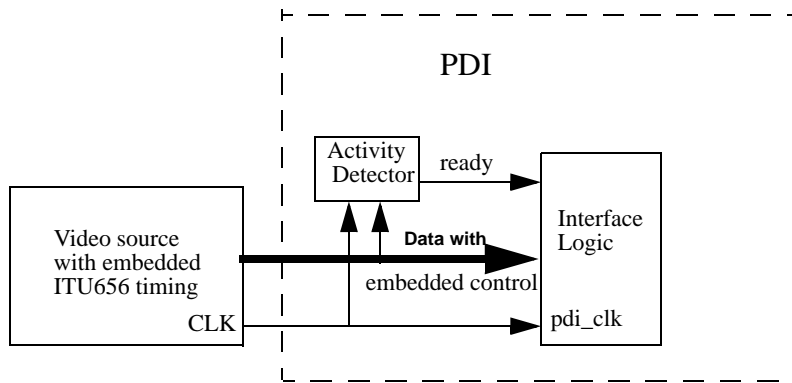 PDI
Activity
Detector
ready
Video source
with embedded
ITU656 timing
CLK
Data with
embedded control
Interface
Logic
pdi_clk